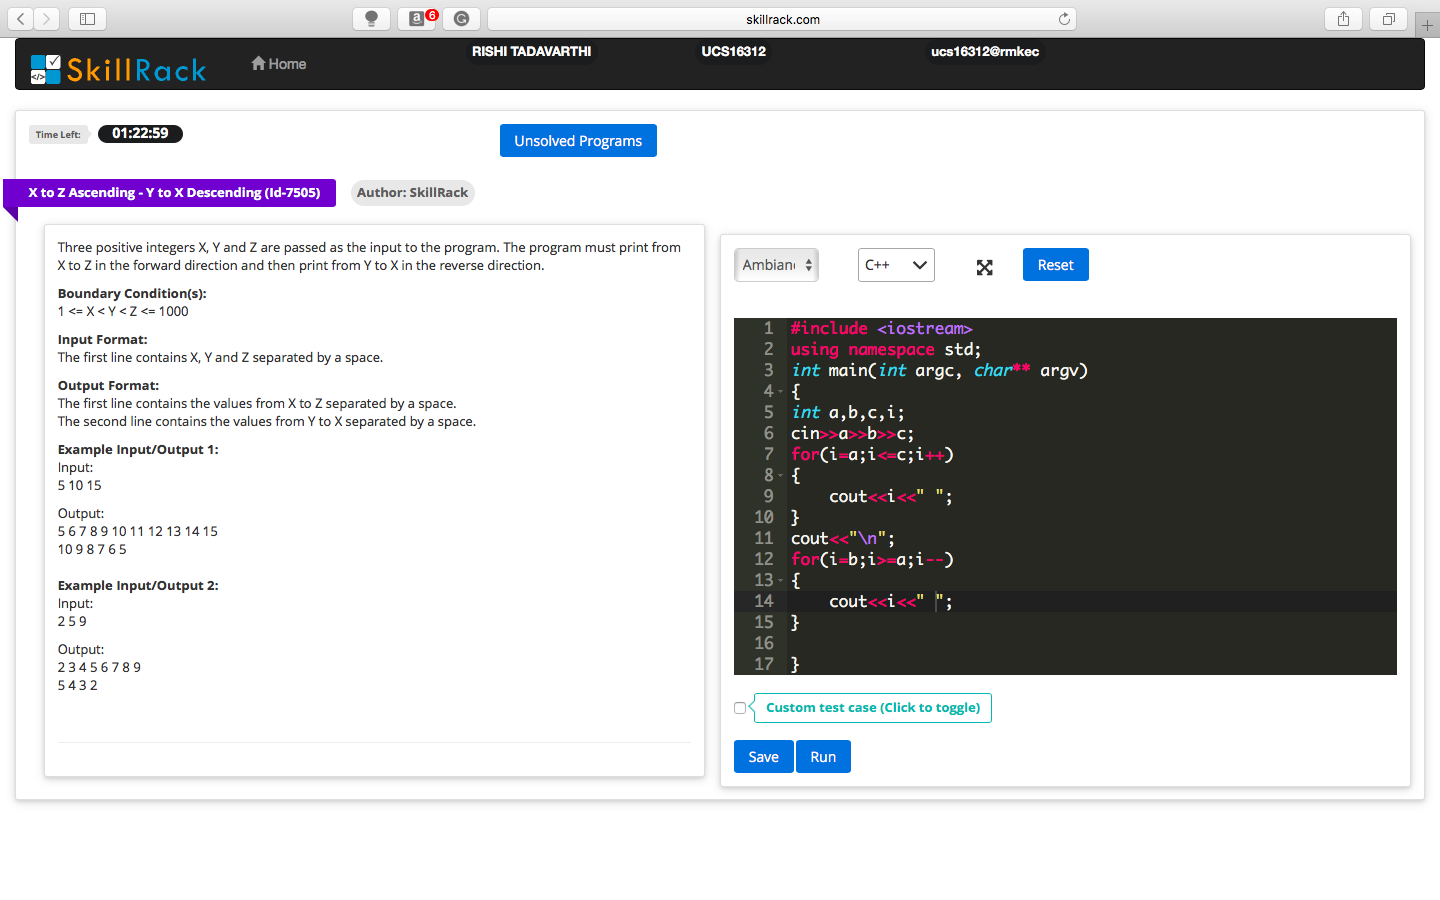 skillrack.com
6
SkillRack
Home
RISHI TADAVARTHI
UCS16312
ucs16312@rmkec
Time Left:
01:22:59
Unsolved Programs
X to Z Ascending - Y to X Descending (Id-7505)
Author: SkillRack
Three positive integers X, Y and Z are passed as the input to the program. The program must print from
X to Z in the forward direction and then print from Y to X in the reverse direction.
Boundary Condition(s):
1 <= X < Y < Z <= 1000
Input Format:
The first line contains X, Y and Z separated by a space.
Output Format:
The first line contains the values from X to Z separated by a space.
The second line contains the values from Y to X separated by a space.
Example Input/Output 1:
Input:
5 10 15
Output:
5 6 7 8 9 10 11 12 13 14 15
10 9 8 7 6 5
Example Input/Output 2:
Input:
2 5 9
Output:
2 3 4 5 6 7 8 9
5 4 3 2
Ambian
C++
Reset
1 #include <iostream>
2 using namespace std;
3 int main(int argc, char** argv)
4 {
5 int a,b,c,i;
6 cin>>a>>b>>c;
7 for(i=a;i<=c;i++)
8 {
9     cout<<i<<" ";
10 }
11 cout<<"\n";
12 for(i=b;i>=a;i--)
13 {
14     cout<<i<<" ";
15 }
16
17 }
Custom test case (Click to toggle)
Save
Run